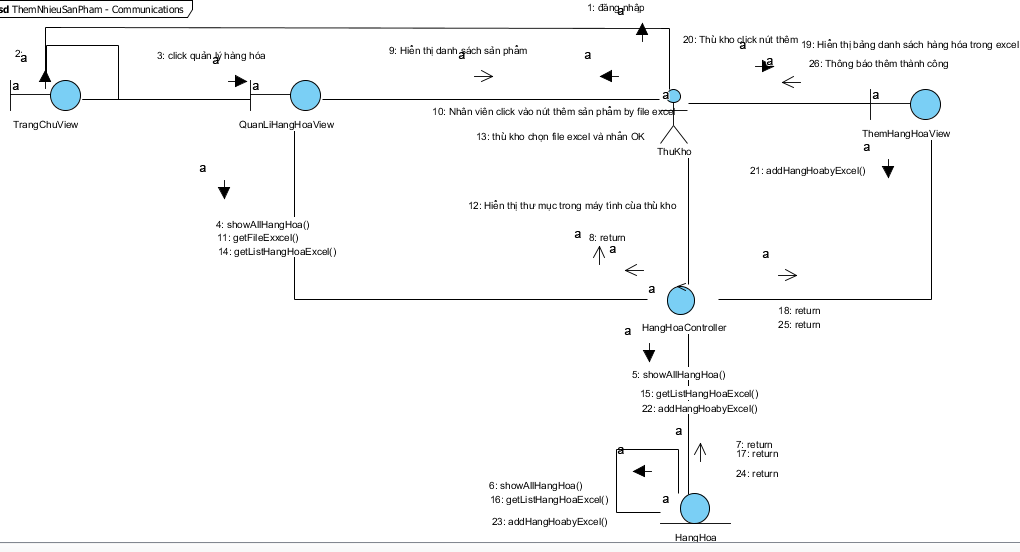 sd ThemNhieuSanPham - Communications
1: đăng nhập
a
2:
a
3: click quản lý hàng hóa
a
9: Hiển thị danh sách sản phẩm
a
a
20: Thủ kho click nút thêm
a
a
19: Hiển thị bảng danh sách hàng hóa trong excel
26: Thông báo thêm thành công
a
a
a
a
TrangChuView
QuanLiHangHoaView
10: Nhân viên click vào nút thêm sản phẩm by file excel
13: thủ kho chọn file excel và nhấn OK
ThuKho
ThemHangHoaView
a
21: addHangHoabyExcel()
a
4: showAllHangHoa()
11: getFileExxcel()
14: getListHangHoaExcel()
12: Hiển thị thư mục trong máy tính của thủ kho
a
8: return
a
a
a
18: return
25: return
HangHoaController
a
5: showAllHangHoa()
15: getListHangHoaExcel()
22: addHangHoabyExcel()
a
7: return
17: return
24: return
a
6: showAllHangHoa()
16: getListHangHoaExcel()
23: addHangHoabyExcel()
a
HangHoa